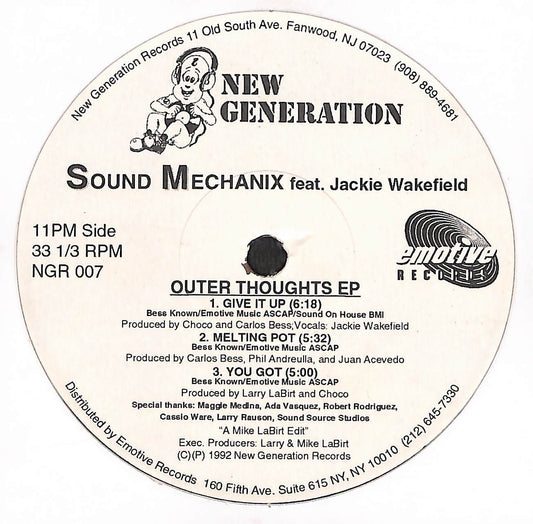 New Generation Records 11 Old South Ave. Fanwood, NJ 07023 (908) 889-4681
NEW
GENERATION
SOUND MECHANIX feat. Jackie Wakefield
11PM Side
33 1/3 RPM
NGR 007
emotive
RECORDS
OUTER THOUGHTS EP
1. GIVE IT UP (6:18)
Bess Known/Emotive Music ASCAP/Sound On House BMI
Produced by Choco and Carlos Bess;Vocals: Jackie Wakefield
2. MELTING POT (5:32)
Bess Known/Emotive Music ASCAP
Produced by Carlos Bess, Phil Andreulla, and Juan Acevedo
3. YOU GOT (5:00)
Bess Known/Emotive Music ASCAP
Produced by Larry LaBirt and Choco
Special thanks: Maggie Medina, Ada Vasquez, Robert Rodriguez,
Cassio Ware, Larry Rauson, Sound Source Studios
"A Mike LaBirt Edit"
Exec. Producers: Larry & Mike LaBirt
(C)(P) 1992 New Generation Records
Distributed by Emotive Records 160 Fifth Ave. Suite 615 NY, NY 10010 (212) 645-7330